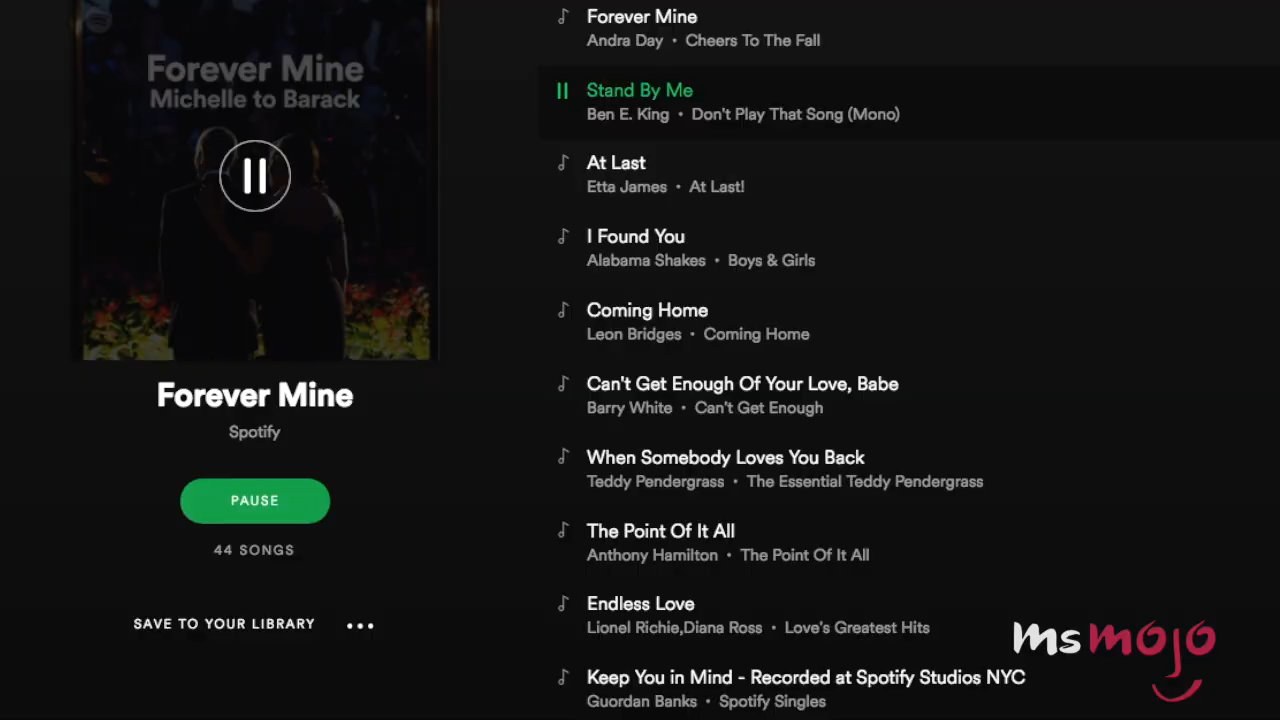 Forever Mine
Michelle to Barack
Forever Mine
Spotify
PAUSE
44 SONGS
SAVE TO YOUR LIBRARY
Forever Mine
Andra Day • Cheers To The Fall
Stand By Me
Ben E. King • Don't Play That Song (Mono)
At Last
Etta James • At Last!
I Found You
Alabama Shakes • Boys & Girls
Coming Home
Leon Bridges • Coming Home
Can't Get Enough Of Your Love, Babe
Barry White • Can't Get Enough
When Somebody Loves You Back
Teddy Pendergrass • The Essential Teddy Pendergrass
The Point Of It All
Anthony Hamilton • The Point Of It All
Endless Love
Lionel Richie,Diana Ross • Love's Greatest Hits
Keep You in Mind - Recorded at Spotify Studios NYC
Guordan Banks • Spotify Singles
msmojo